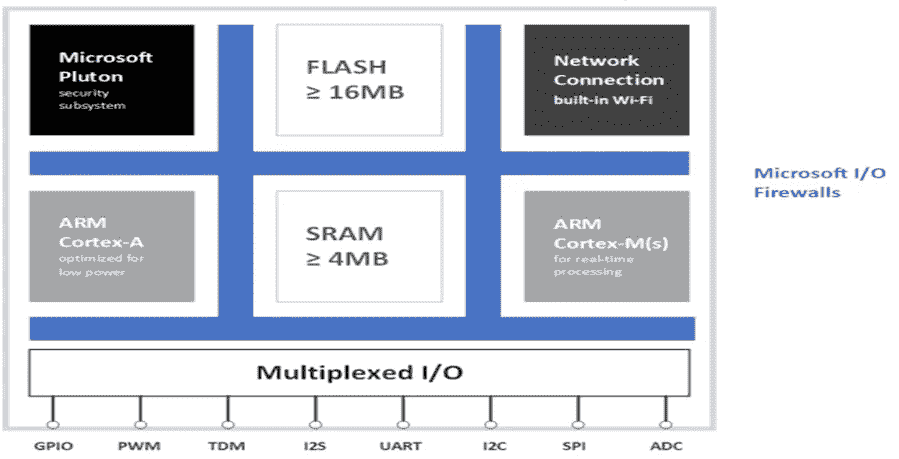 Microsoft
Pluton
security
subsystem
FLASH
≥ 16MB
Network
Connection
built-in Wi-Fi
Microsoft I/O
Firewalls
ARM
Cortex-A
optimized for
low power
SRAM
≥ 4MB
ARM
Cortex-M(s)
for real-time
processing
Multiplexed I/O
GPIO PWM TDM I2S UART I2C SPI ADC